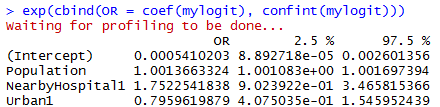 > exp(cbind(OR = coef(mylogit), confint(mylogit)))
Waiting for profiling to be done...
OR 2.5 % 97.5 %
(Intercept) 0.0005410203 8.892718e-05 0.002601356
Population 1.0013663324 1.001083e+00 1.001697394
NearbyHospital1 1.7522541838 9.023922e-01 3.465815366
Urban1 0.7959619879 4.075035e-01 1.545952439